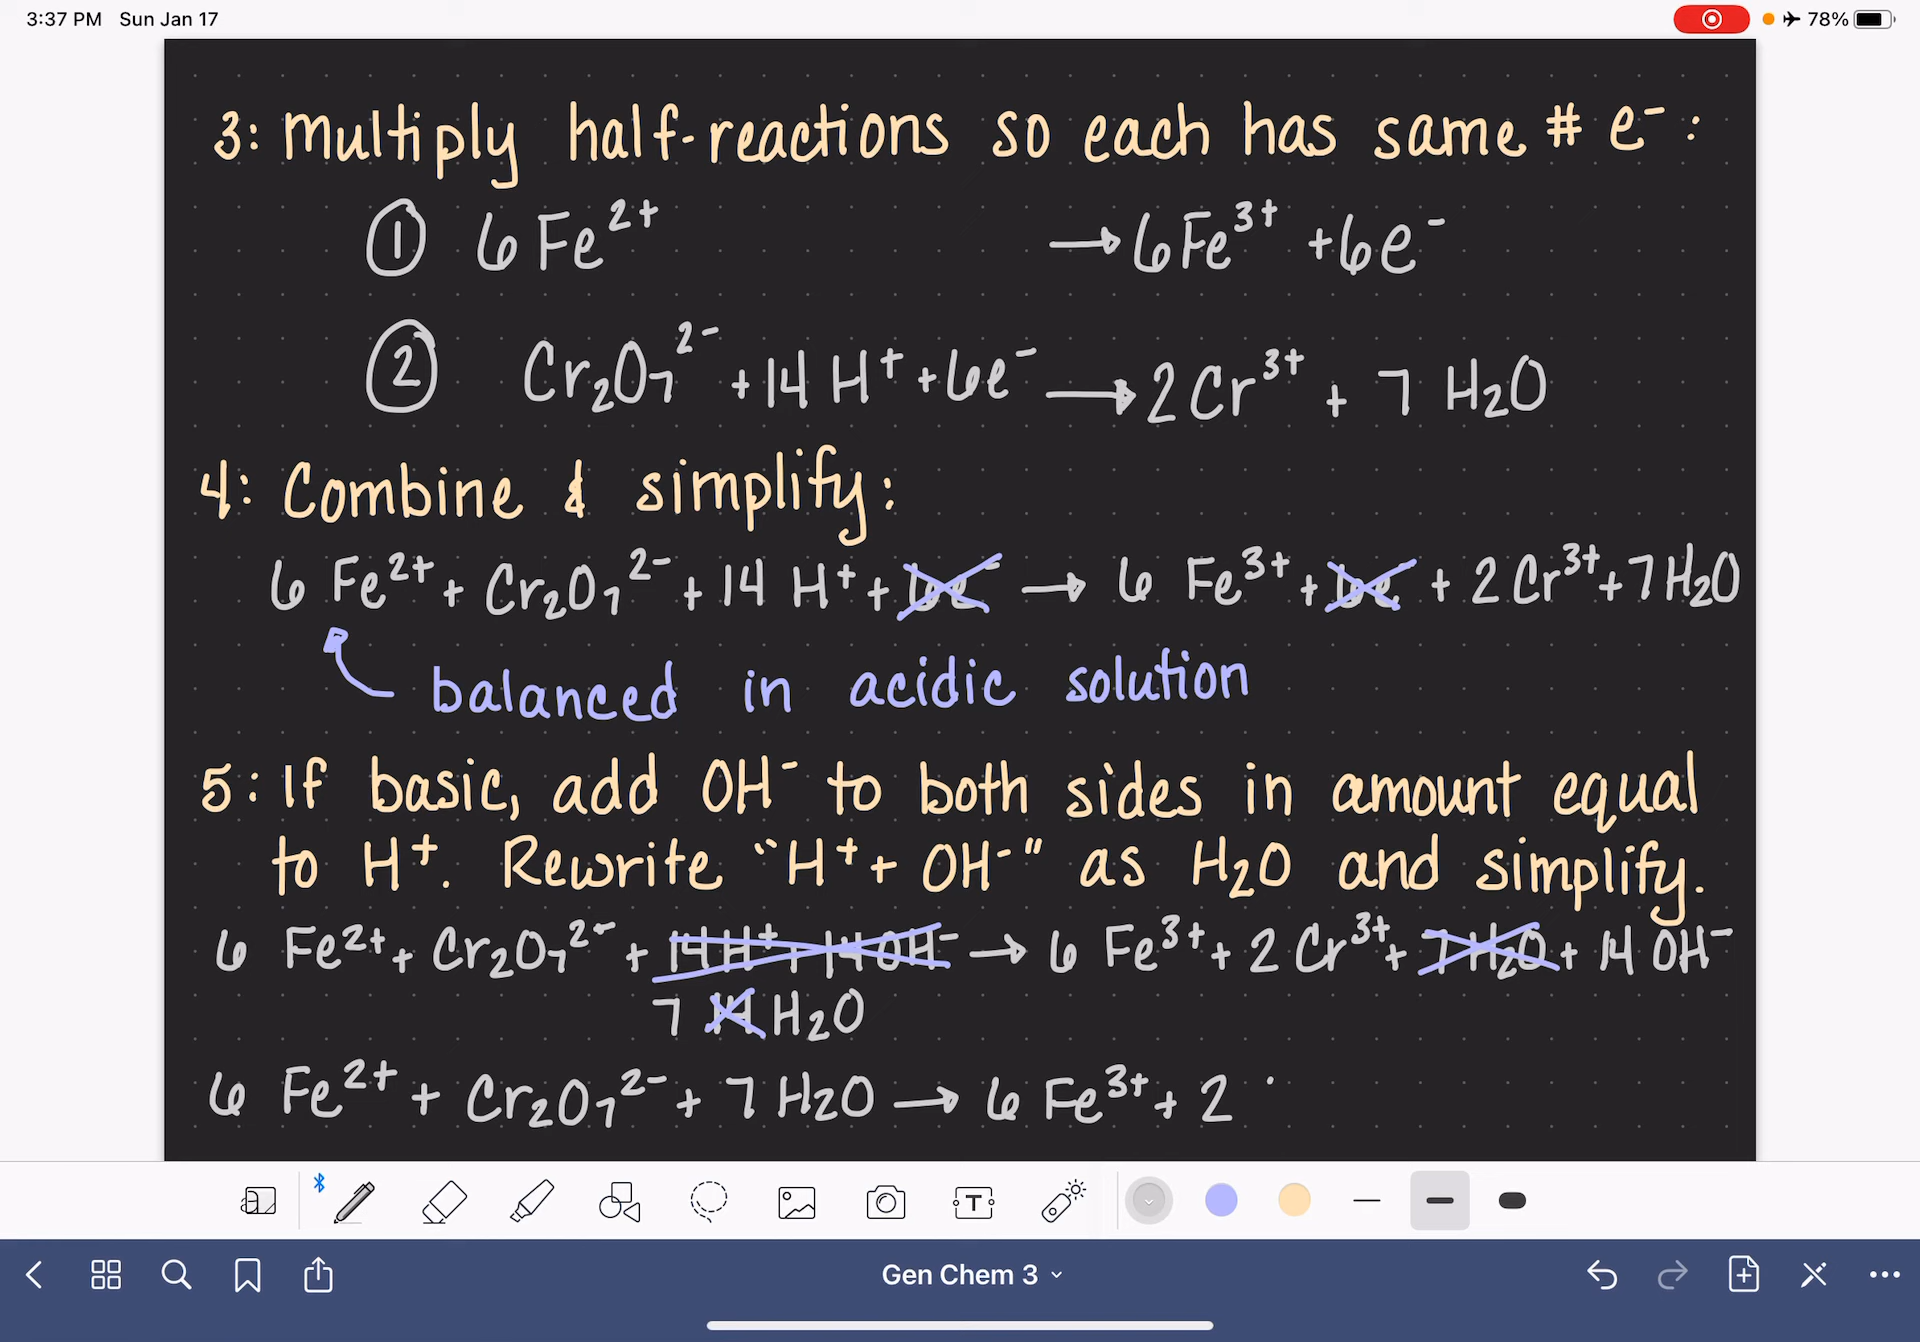 3:37 PM Sun Jan 17 78%
3: Multiply half-reactions so each has same # e⁻:
① 6 Fe²⁺ → 6 Fe³⁺ + 6e⁻
② Cr₂O₇²⁻ + 14 H⁺ + 6e⁻ → 2 Cr³⁺ + 7 H₂O
4: Combine & simplify:
6 Fe²⁺ + Cr₂O₇²⁻ + 14 H⁺ + 6e⁻ → 6 Fe³⁺ + 6e⁻ + 2 Cr³⁺ + 7 H₂O
balanced in acidic solution
5: If basic, add OH⁻ to both sides in amount equal
to H⁺. Rewrite "H⁺ + OH⁻" as H₂O and simplify.
6 Fe²⁺ + Cr₂O₇²⁻ + 14 H⁺ + 14 OH⁻ → 6 Fe³⁺ + 2 Cr³⁺ + 7 H₂O + 14 OH⁻
7 14 H₂O
6 Fe²⁺ + Cr₂O₇²⁻ + 7 H₂O → 6 Fe³⁺ + 2
Gen Chem 3